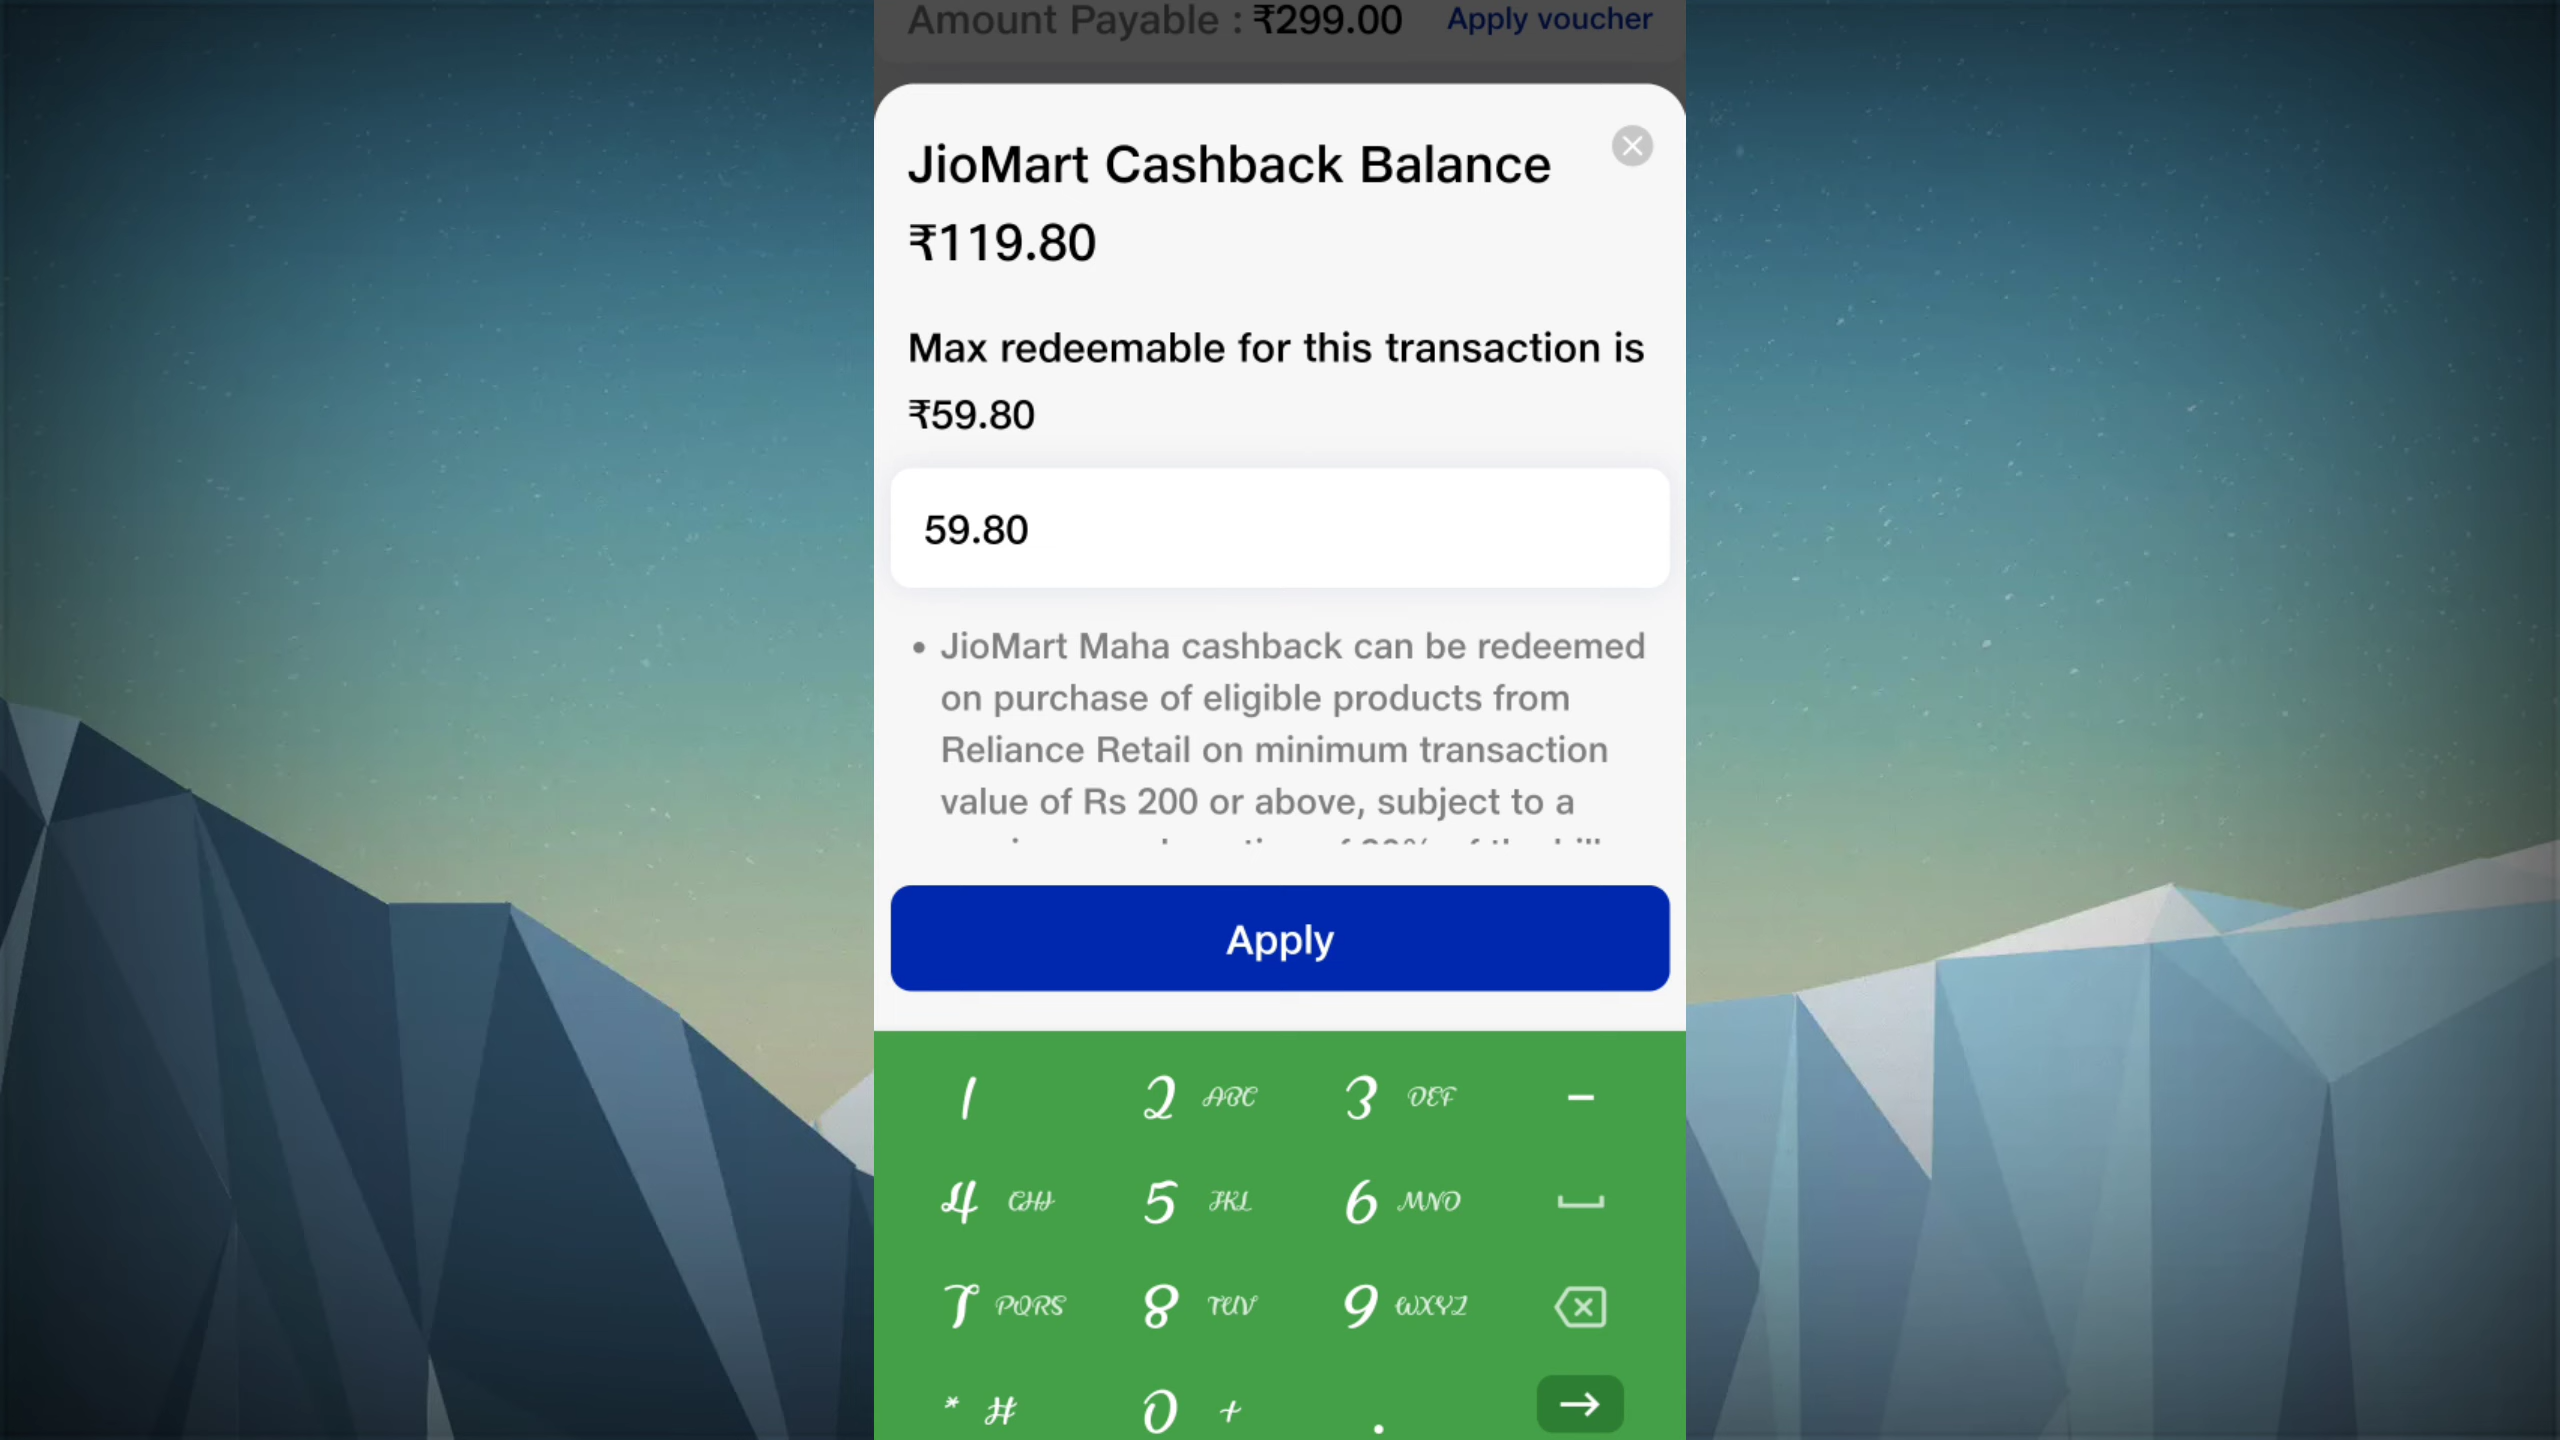 Amount Payable : ₹299.00 Apply voucher
JioMart Cashback Balance
₹119.80
Max redeemable for this transaction is
₹59.80
59.80
• JioMart Maha cashback can be redeemed
on purchase of eligible products from
Reliance Retail on minimum transaction
value of Rs 200 or above, subject to a
Apply
1 2 ABC 3 DEF -
4 GHI 5 JKL 6 MNO
7 PQRS 8 TUV 9 WXYZ
* # 0 + .